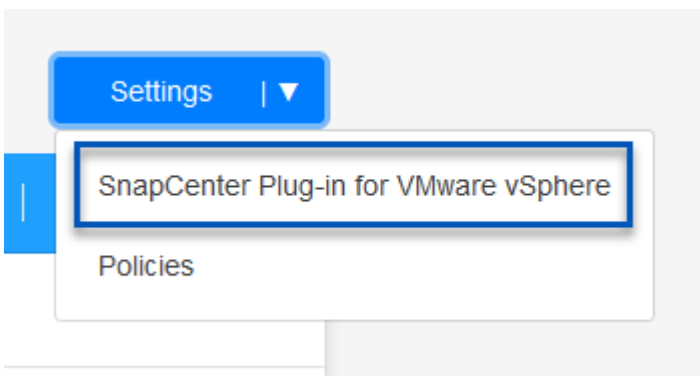 Settings | ▼
SnapCenter Plug-in for VMware vSphere
Policies